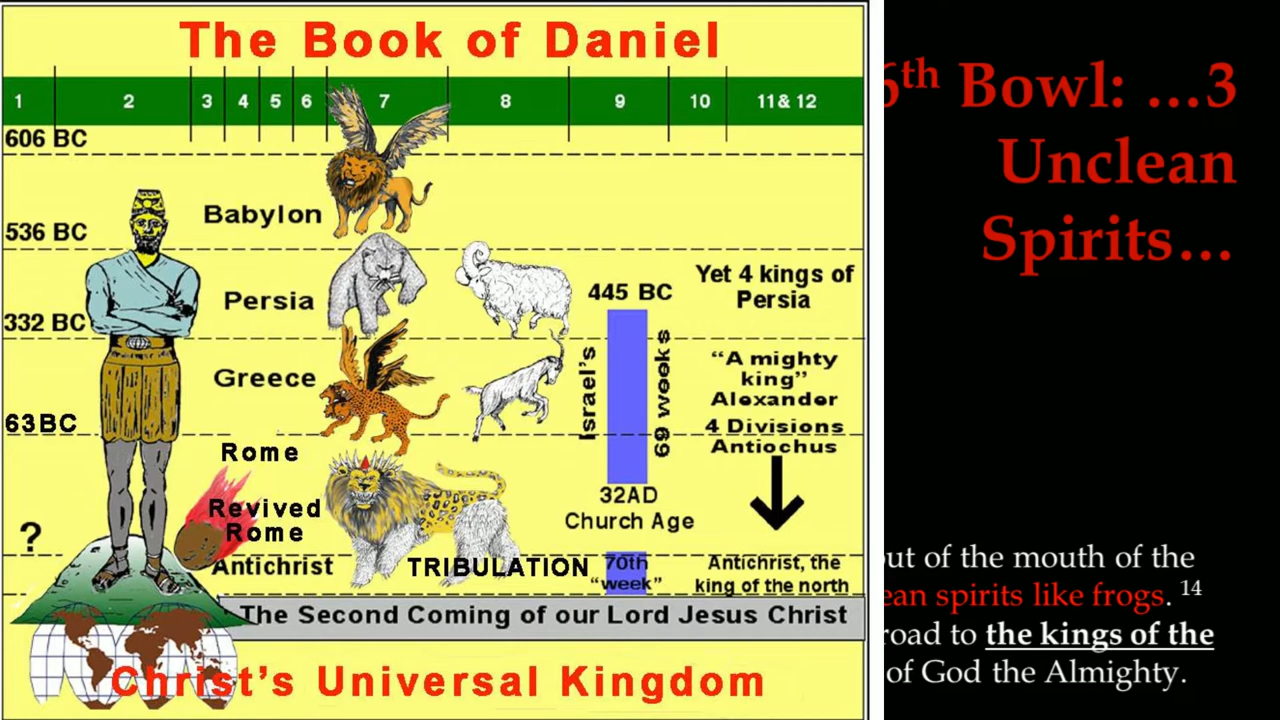 The Book of Daniel
1 2 3 4 5 6 7 8 9 10 11& 12
606 BC
536 BC
332 BC
63BC
?
Babylon
Persia
Greece
Rome
Revived
Rome
Antichrist
TRIBULATION
445 BC
Israel's
69 weeks
32AD
Church Age
70th
"week"
Yet 4 kings of
Persia
“A mighty
king”
Alexander
4 Divisions
Antiochus
Antichrist, the
king of the north
The Second Coming of our Lord Jesus Christ
Christ’s Universal Kingdom
6th Bowl: …3
Unclean
Spirits…
of the mouth of the
spirits like frogs. 14
to the kings of the
of God the Almighty.